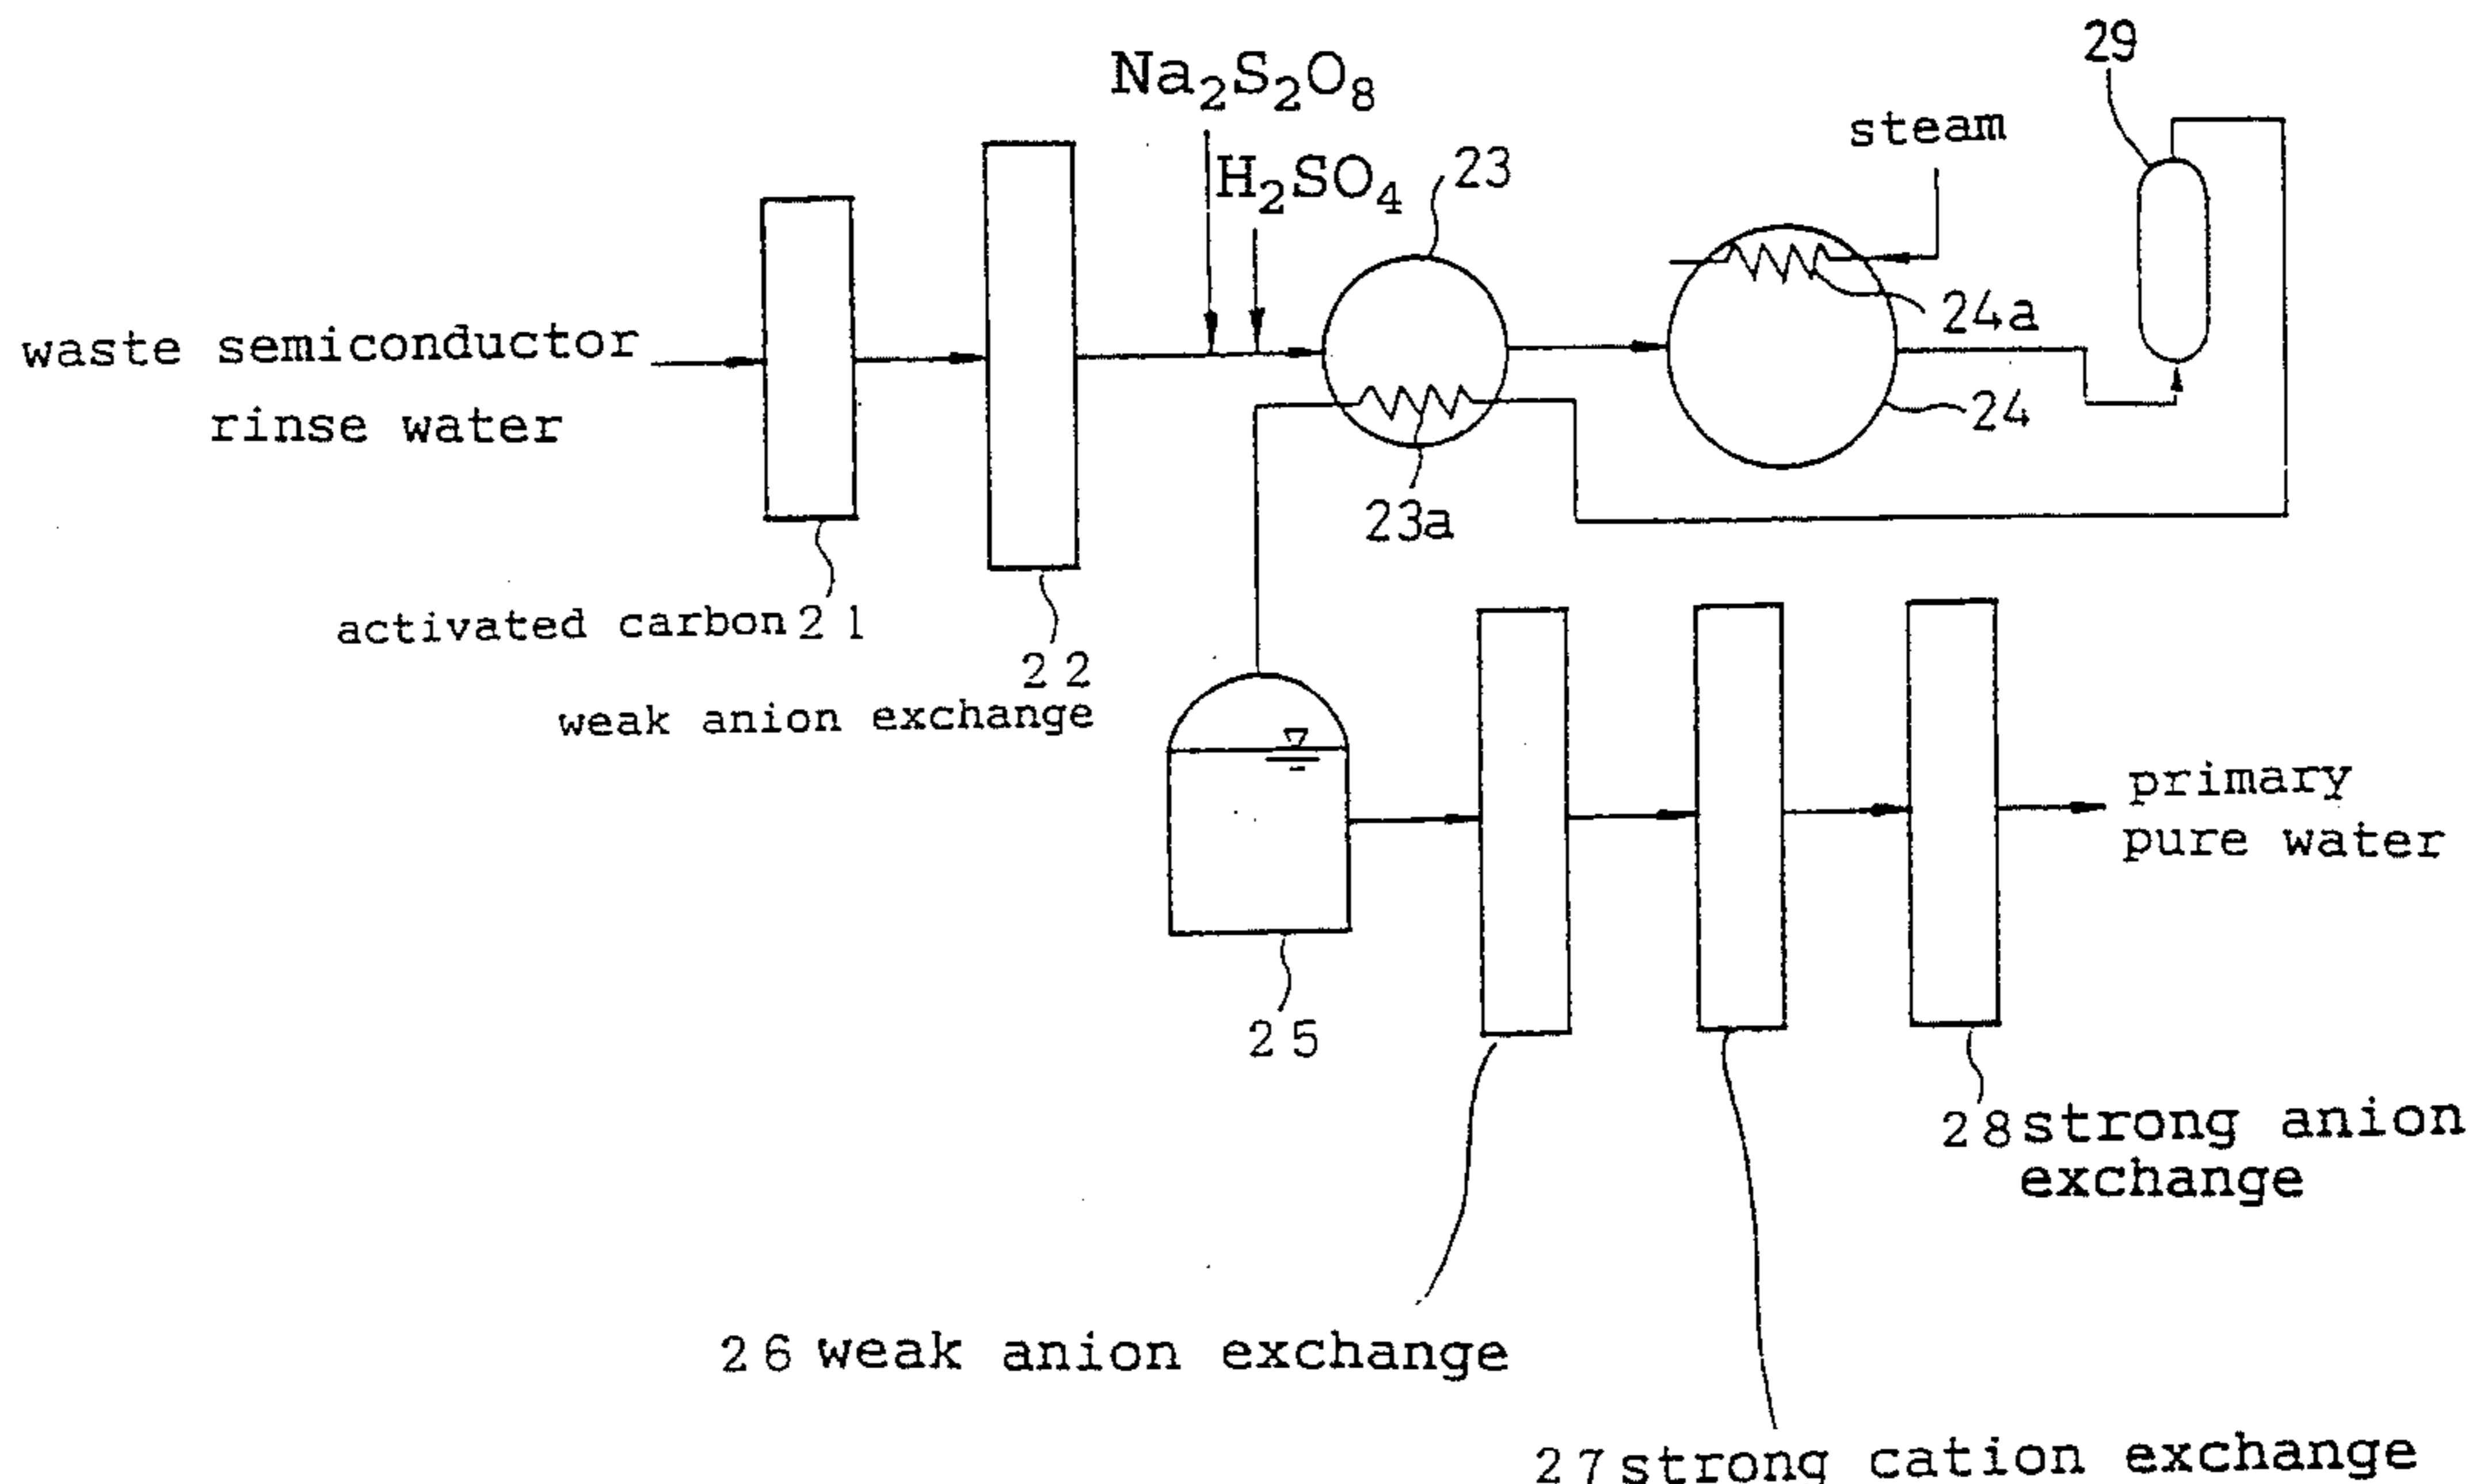 29
Na₂S₂O₈
steam
H₂SO₄
23
24a
waste semiconductor
rinse water
24
23a
activated carbon 21
22
weak anion exchange
primary
pure water
25
28 strong anion
exchange
26 weak anion exchange
27 strong cation exchange